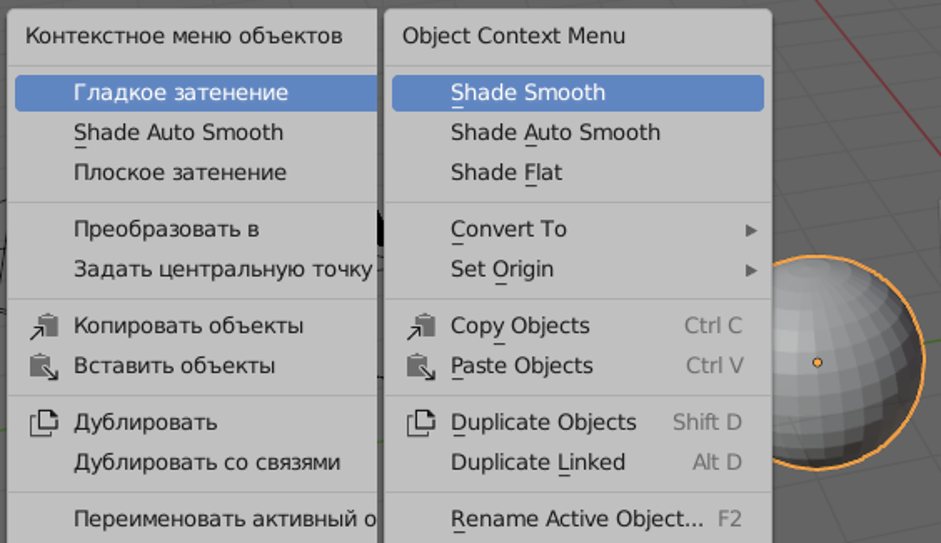 Контекстное меню объектов
Гладкое затенение
Shade Auto Smooth
Плоское затенение
Преобразовать в
Задать центральную точку
Копировать объекты
Вставить объекты
Дублировать
Дублировать со связями
Переименовать активный о
Object Context Menu
Shade Smooth
Shade Auto Smooth
Shade Flat
Convert To
Set Origin
Copy Objects Ctrl C
Paste Objects Ctrl V
Duplicate Objects Shift D
Duplicate Linked Alt D
Rename Active Object... F2